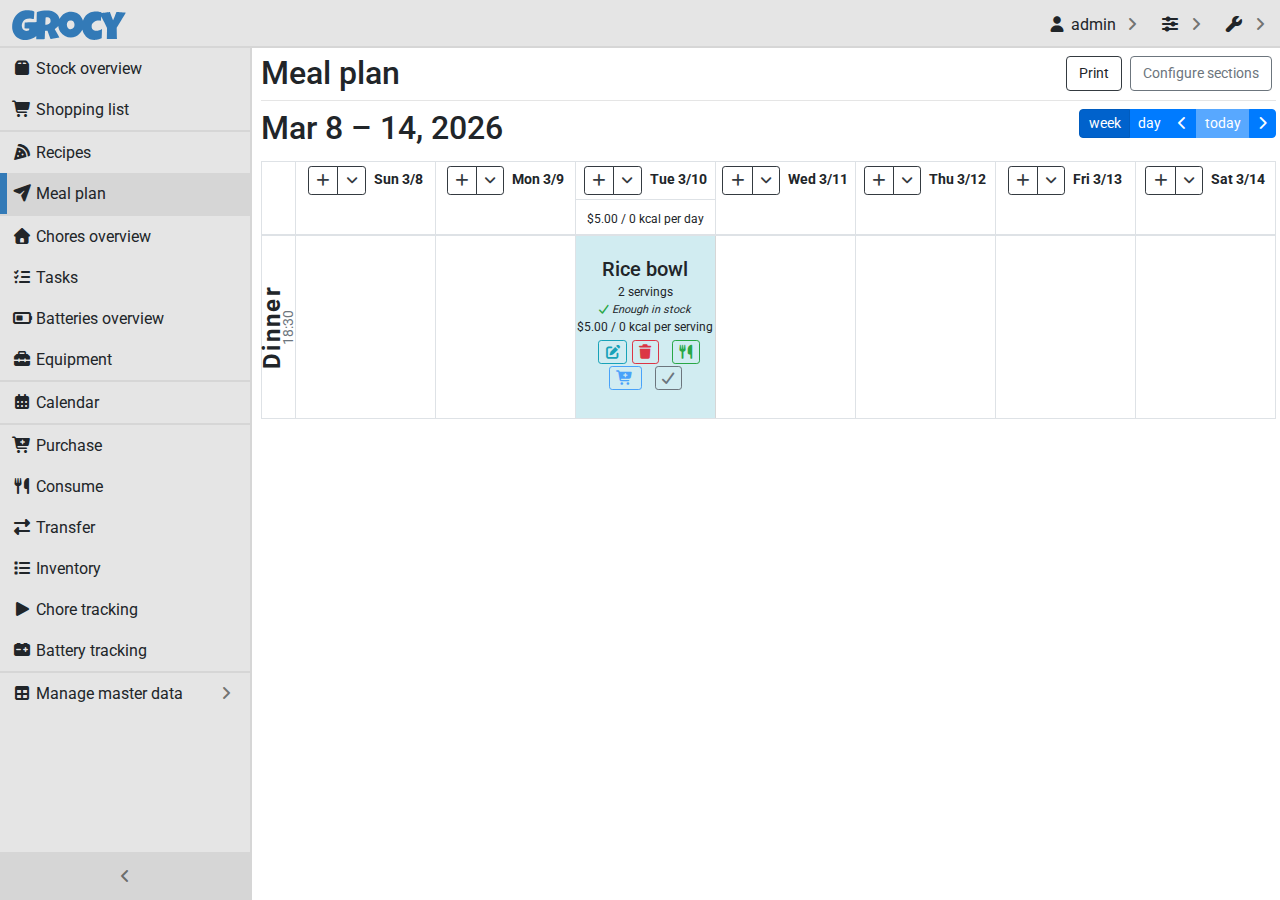 GROCY
admin
Stock overview
Shopping list
Recipes
Meal plan
Chores overview
Tasks
Batteries overview
Equipment
Calendar
Purchase
Consume
Transfer
Inventory
Chore tracking
Battery tracking
Manage master data
Meal plan
Print
Configure sections
Mar 8 – 14, 2026
week
day
today
Sun 3/8
Mon 3/9
Tue 3/10
Wed 3/11
Thu 3/12
Fri 3/13
Sat 3/14
$5.00 / 0 kcal per day
Dinner
18:30
Rice bowl
2 servings
Enough in stock
$5.00 / 0 kcal per serving